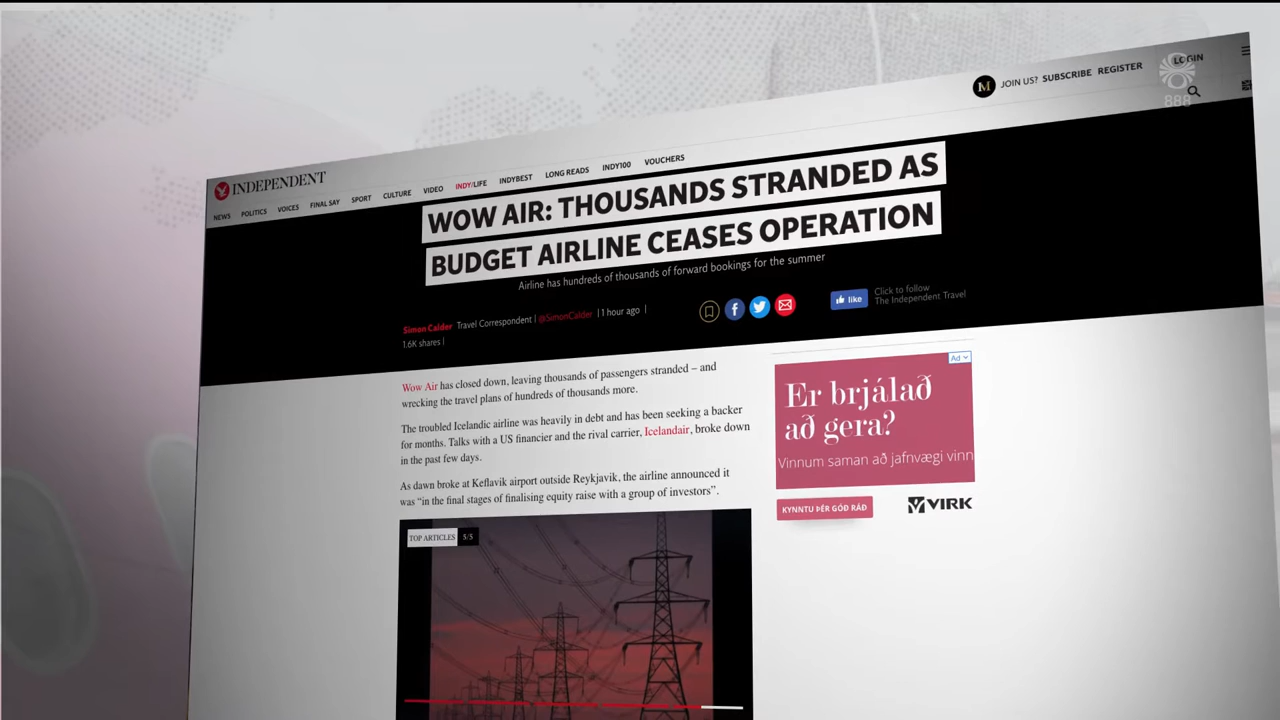 JOIN US? SUBSCRIBE REGISTER LOGIN
888
INDEPENDENT
NEWS POLITICS VOICES FINAL SAY SPORT CULTURE VIDEO INDY/LIFE INDYBEST LONG READS INDY100 VOUCHERS
WOW AIR: THOUSANDS STRANDED AS
BUDGET AIRLINE CEASES OPERATION
Airline has hundreds of thousands of forward bookings for the summer
Simon Calder Travel Correspondent | @SimonCalder | 1 hour ago |
1.6K shares |
like
Click to follow
The Independent Travel
Wow Air has closed down, leaving thousands of passengers stranded – and
wrecking the travel plans of hundreds of thousands more.
The troubled Icelandic airline was heavily in debt and has been seeking a backer
for months. Talks with a US financier and the rival carrier, Icelandair, broke down
in the past few days.
As dawn broke at Keflavik airport outside Reykjavik, the airline announced it
was “in the final stages of finalising equity raise with a group of investors”.
TOP ARTICLES 5/5
Ad
Er brjálað
að gera?
Vinnum saman að jafnvægi vinn
KYNNTU ÞÉR GÓÐ RÁÐ
VIRK